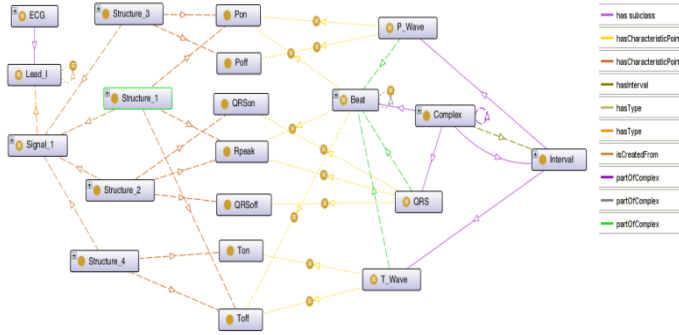 ECG
Structure_3
Pon
P_Wave
Lead_I
Poff
Structure_1
Beat
QRSon
Complex
Signal_1
Rpeak
Interval
Structure_2
QRSoff
QRS
Ton
Structure_4
T_Wave
Toff
has subclass
hasCharacteristicPoint
hasCharacteristicPoint
hasInterval
hasType
hasType
isCreatedFrom
partOfComplex
partOfComplex
partOfComplex